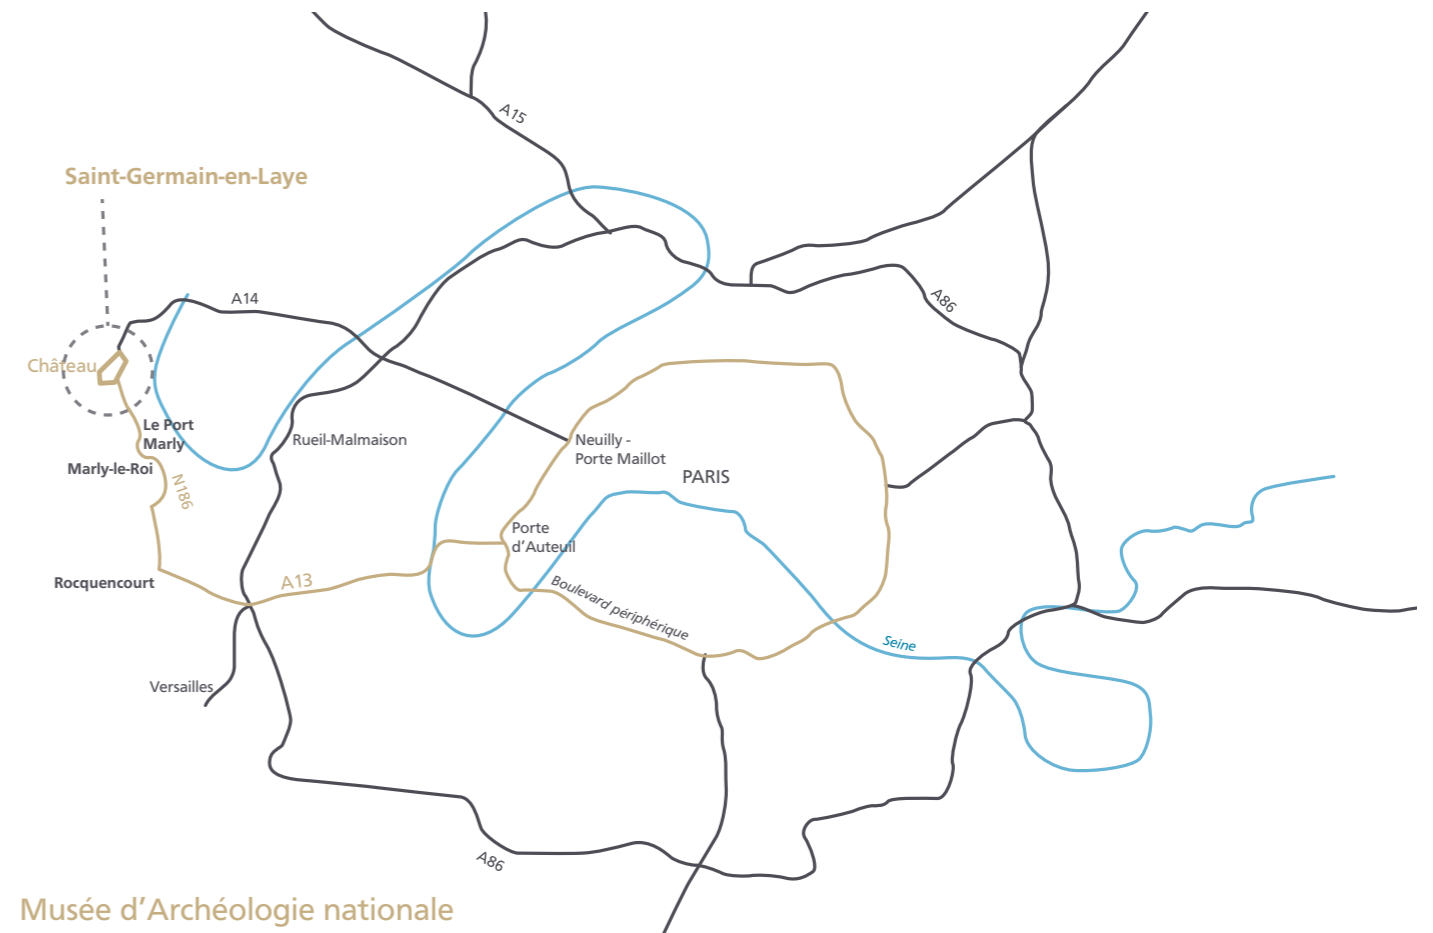 A15
Saint-Germain-en-Laye
A14
A86
Château
Le Port
Marly
Rueil-Malmaison
Neuilly -
Porte Maillot
Marly-le-Roi
PARIS
N186
Porte
d’Auteuil
Rocquencourt
A13
Boulevard périphérique
Seine
Versailles
A86
Musée d’Archéologie nationale